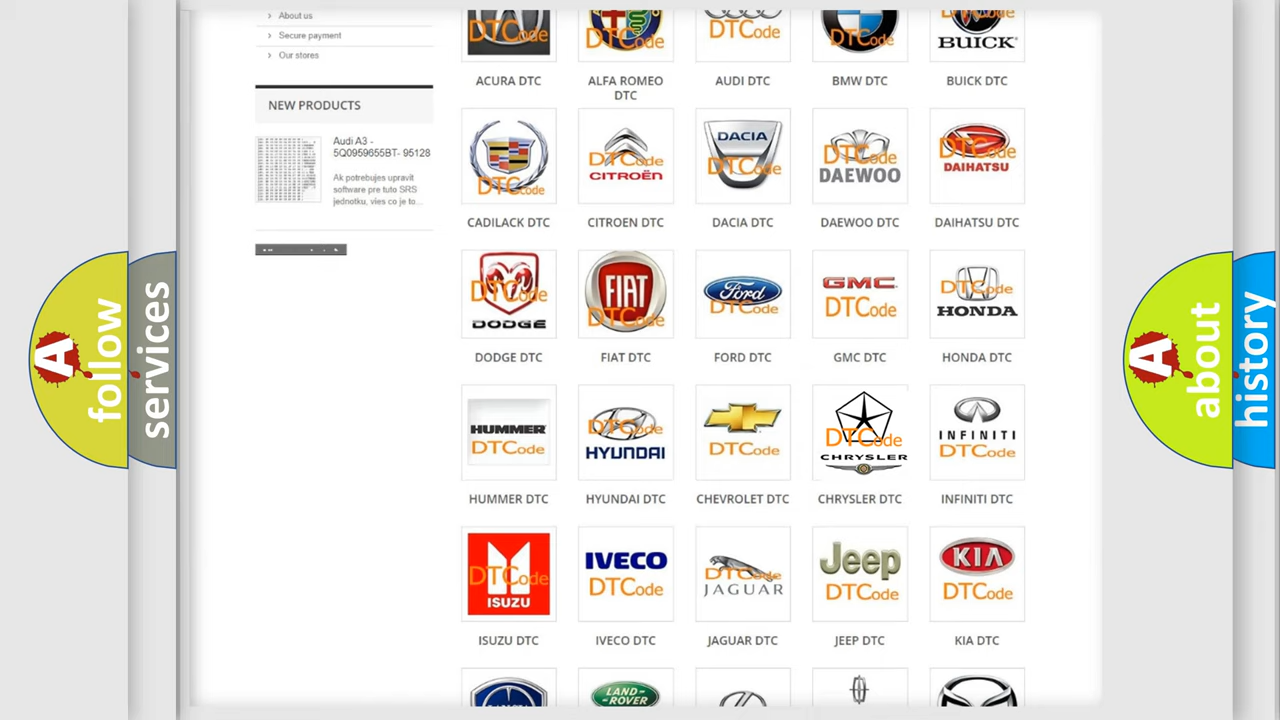 About us
Secure payment
Our stores
NEW PRODUCTS
Audi A3 -
5Q0959655BT- 95128
Ak potrebujes upravit
software pre tuto SRS
jednotku, vies co je to...
follow
services
about
history
A
A
DTCode
DTCode
DTCode
DTCode
BUICK
ACURA DTC
ALFA ROMEO
DTC
AUDI DTC
BMW DTC
BUICK DTC
DTCode
DTCode
CITROËN
DACIA
DTCode
DTCode
DAEWOO
DTCode
DAIHATSU
CADILACK DTC
CITROEN DTC
DACIA DTC
DAEWOO DTC
DAIHATSU DTC
DTCode
DODGE
FIAT
DTCode
Ford
DTCode
GMC
DTCode
DTCode
HONDA
DODGE DTC
FIAT DTC
FORD DTC
GMC DTC
HONDA DTC
HUMMER
DTCode
DTCode
HYUNDAI
DTCode
DTCode
CHRYSLER
INFINITI
DTCode
HUMMER DTC
HYUNDAI DTC
CHEVROLET DTC
CHRYSLER DTC
INFINITI DTC
DTCode
ISUZU
IVECO
DTCode
DTCode
JAGUAR
Jeep
DTCode
KIA
DTCode
ISUZU DTC
IVECO DTC
JAGUAR DTC
JEEP DTC
KIA DTC
LAND-
ROVER